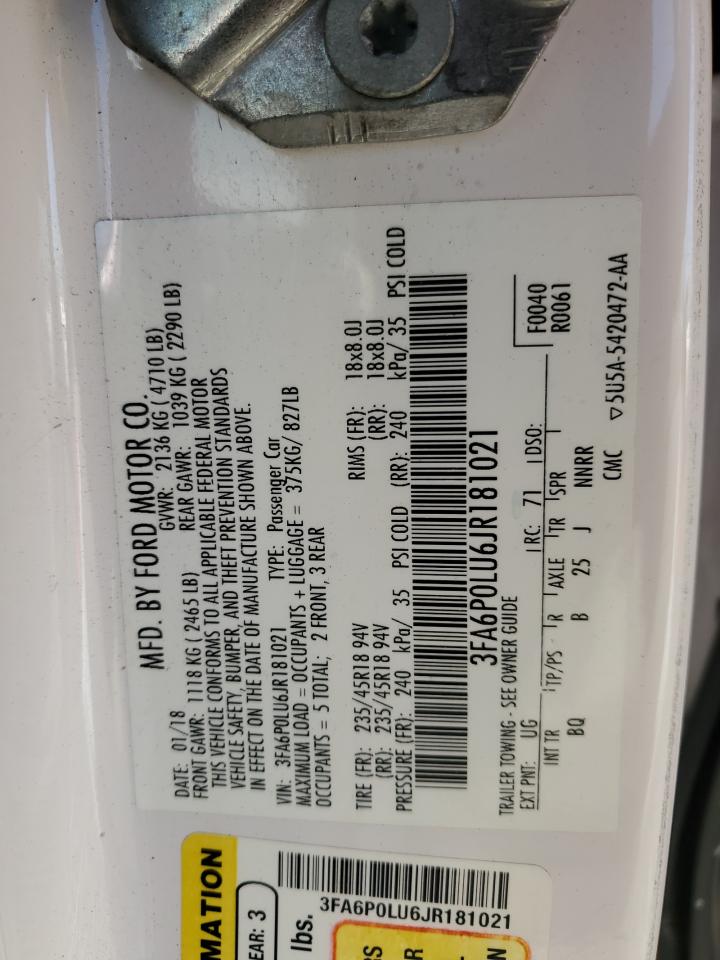 MFD. BY FORD MOTOR CO.
DATE: 01/18 GVWR: 2136 KG ( 4710 LB)
FRONT GAWR: 1118 KG ( 2465 LB) REAR GAWR: 1039 KG ( 2290 LB)
THIS VEHICLE CONFORMS TO ALL APPLICABLE FEDERAL MOTOR
VEHICLE SAFETY, BUMPER, AND THEFT PREVENTION STANDARDS
IN EFFECT ON THE DATE OF MANUFACTURE SHOWN ABOVE.
VIN: 3FA6P0LU6JR181021 TYPE: Passenger Car
MAXIMUM LOAD = OCCUPANTS + LUGGAGE = 375KG/ 827LB
OCCUPANTS = 5 TOTAL, 2 FRONT, 3 REAR
TIRE (FR): 235/45R18 94V RIMS (FR): 18x8.0J
(RR): 235/45R18 94V (RR): 18x8.0J
PRESSURE (FR): 240 kPa/ 35 PSI COLD (RR): 240 kPa/ 35 PSI COLD
3FA6P0LU6JR181021
TRAILER TOWING - SEE OWNER GUIDE
EXT PNT: UG RC: 71 DSO: F0040
R0061
INT TR TP/PS R AXLE TR SPR
BQ B 25 J NNRR
CMC ▽5U5A-5420472-AA
MATION
EAR: 3
lbs.
3FA6P0LU6JR181021
GS
R
N